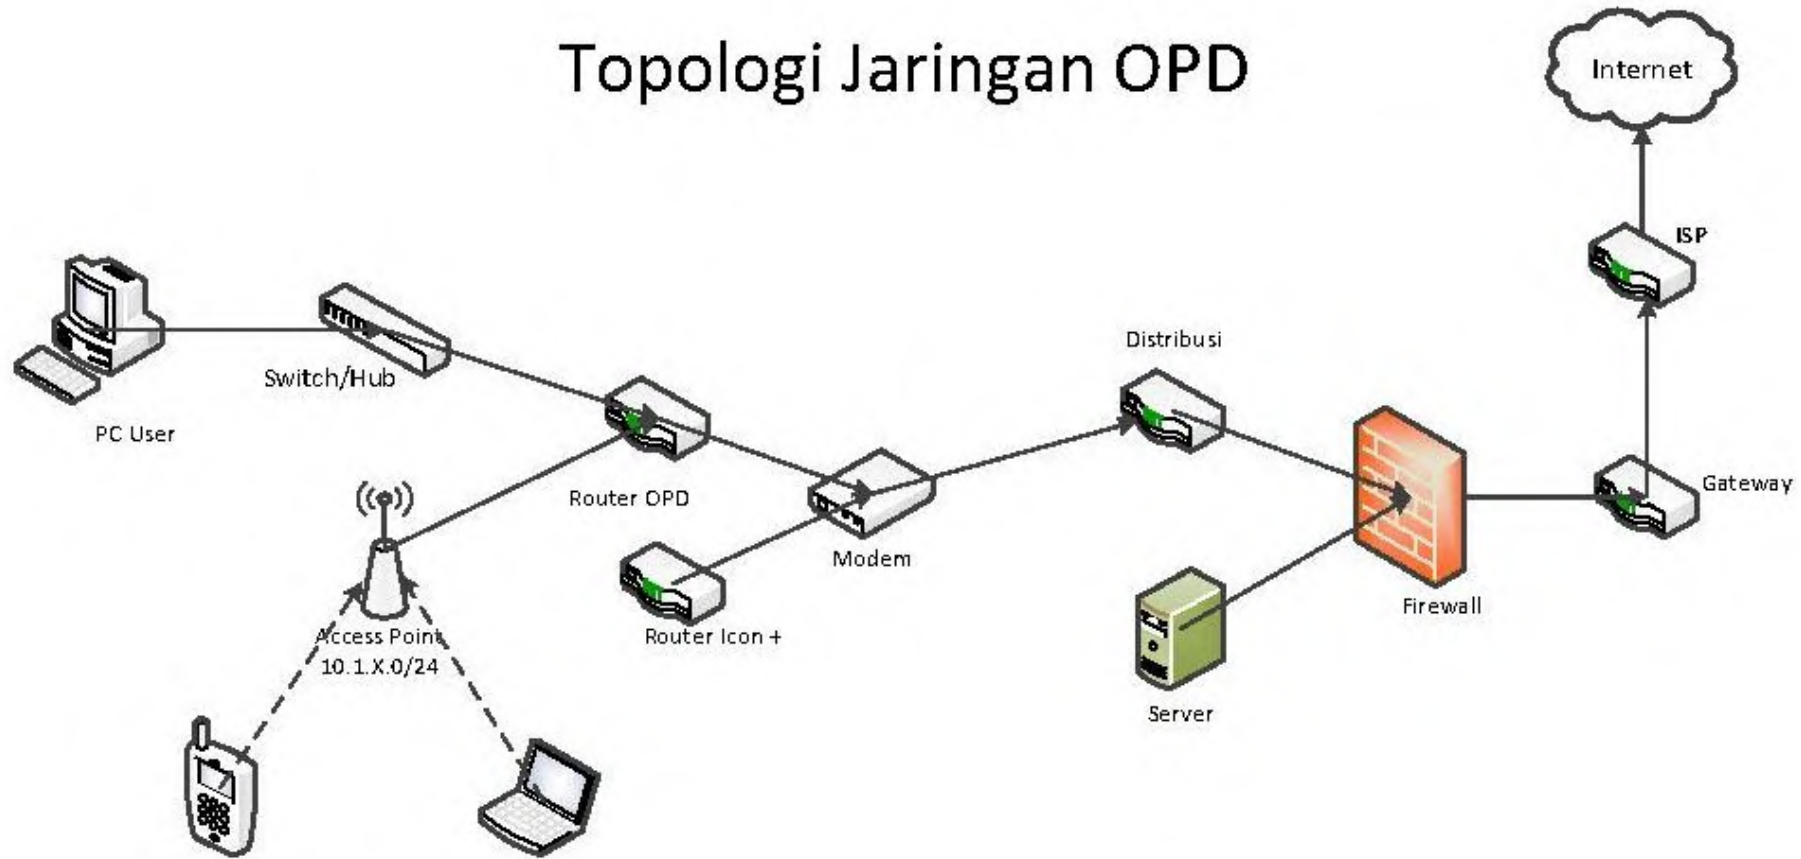 Topologi Jaringan OPD
Internet
ISP
Distribusi
Switch/Hub
PC User
Router OPD
Gateway
Modem
Firewall
Access Point
10.1.X.0/24
Router Icon +
Server